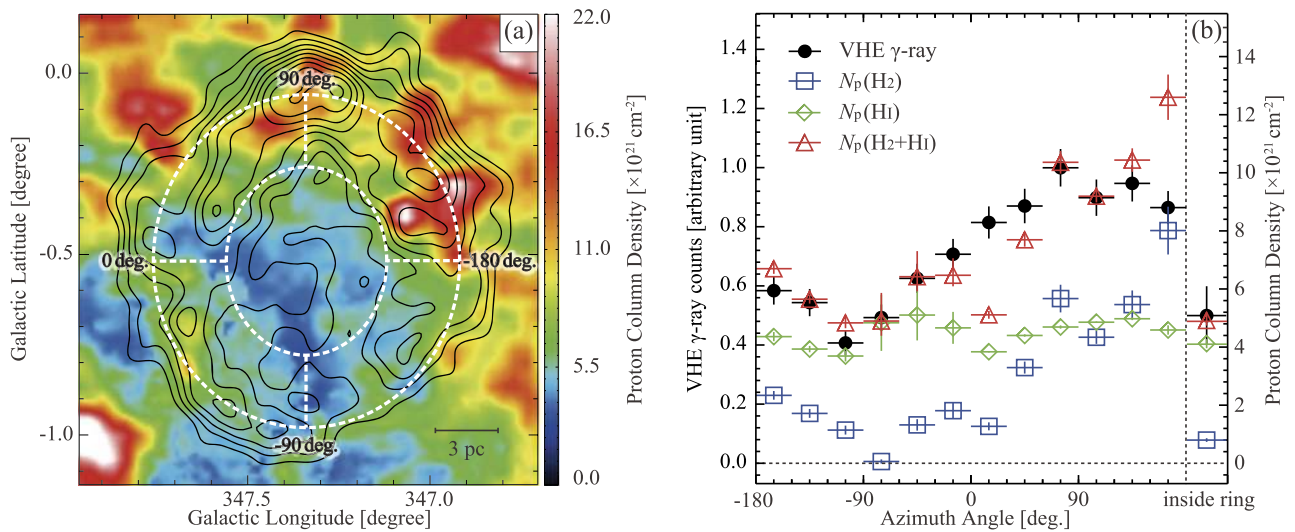 (a)
Galactic Latitude [degree]
0.0
-0.5
-1.0
90 deg.
0 deg.
-180 deg.
-90 deg.
3 pc
347.5
347.0
Galactic Longitude [degree]
22.0
16.5
11.0
5.5
0.0
Proton Column Density [×10²¹ cm⁻²]
(b)
VHE γ-ray
Np(H2)
Np(HI)
Np(H2+HI)
VHE γ-ray counts [arbitrary unit]
1.4
1.2
1.0
0.8
0.6
0.4
0.2
0.0
14
12
10
8
6
4
2
0
Proton Column Density [×10²¹ cm⁻²]
-180
-90
0
90
inside ring
Azimuth Angle [deg.]